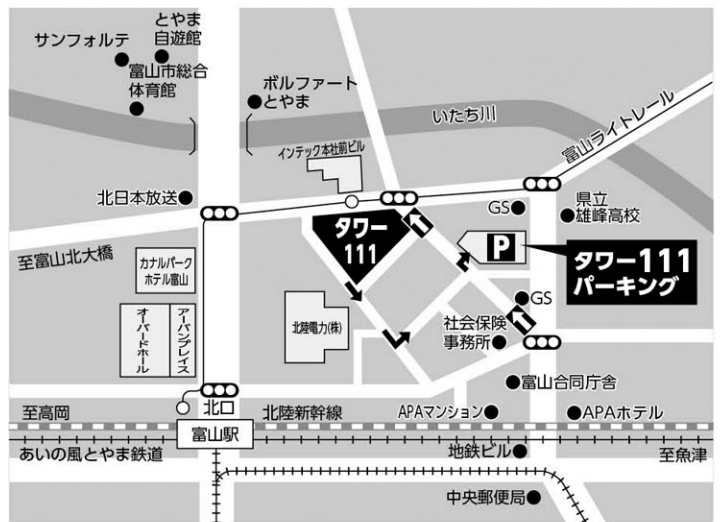 とやま
自遊館
サンフォルテ
富山市総合
体育館
ボルファート
とやま
いたち川
富山ライトレール
インテック本社前ビル
北日本放送
GS
県立
雄峰高校
タワー
111
P
至富山北大橋
タワー111
パーキング
カナルパーク
ホテル富山
GS
オーバードホール
アーバンプレイス
北陸電力(株)
社会保険
事務所
富山合同庁舎
至高岡
北口
北陸新幹線
APAマンション
APAホテル
富山駅
あいの風とやま鉄道
地鉄ビル
至魚津
中央郵便局